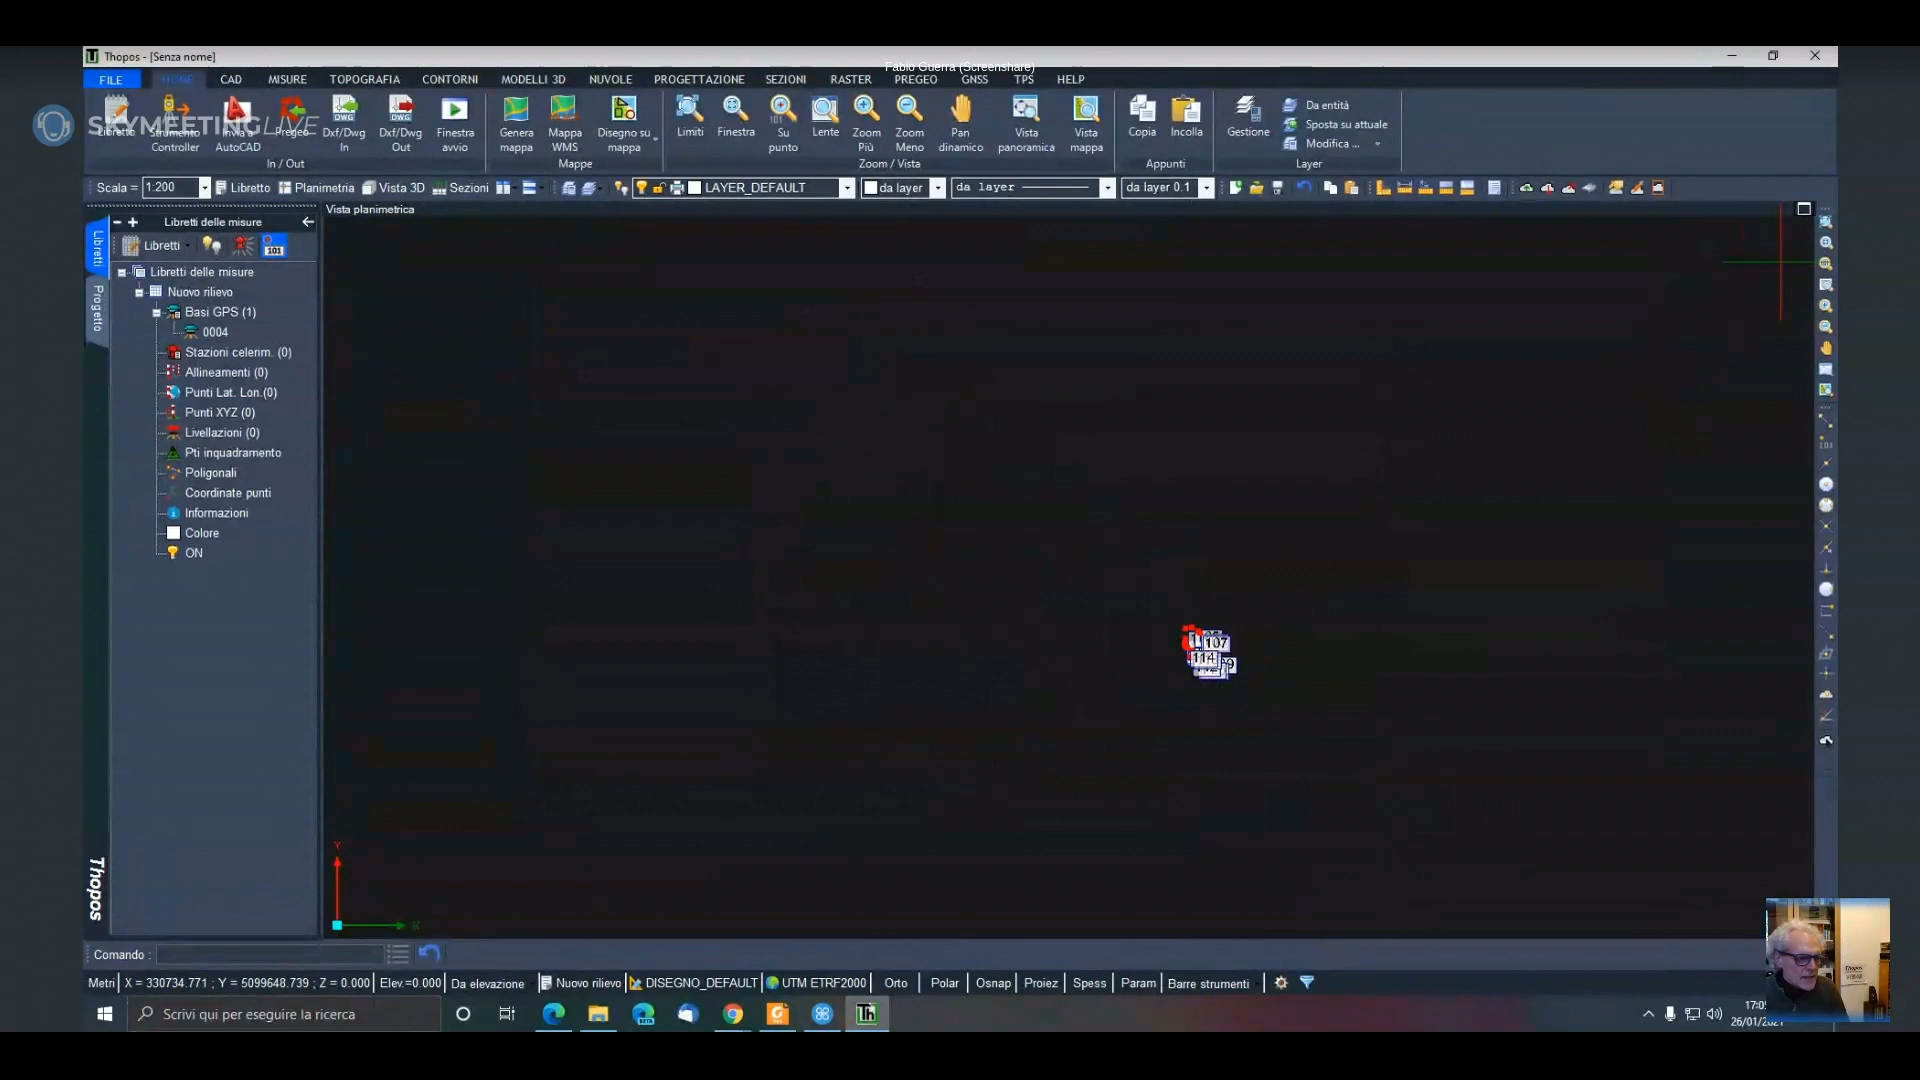 Thopos - [Senza nome]
Fabio Guerra (Screenshare)
FILE HOME CAD MISURE TOPOGRAFIA CONTORNI MODELLI 3D NUVOLE PROGETTAZIONE SEZIONI RASTER PREGEO GNSS TPS HELP
SKYMEETINGLIVE
Libretto
Strumento Controller
Invia a AutoCAD
Pregeo
Dxf/Dwg In
Dxf/Dwg Out
Finestra avvio
In / Out
Genera mappa
Mappa WMS
Disegno su mappa
Mappe
Limiti
Finestra
Su punto
Lente
Zoom Più
Zoom Meno
Pan dinamico
Vista panoramica
Vista mappa
Zoom / Vista
Copia
Incolla
Appunti
Gestione
Da entità
Sposta su attuale
Modifica ...
Layer
Scala = 1:200 Libretto Planimetria Vista 3D Sezioni LAYER_DEFAULT da layer da layer da layer 0.1
Vista planimetrica
Libretti delle misure
Libretti
Progetto
Libretti 101
Libretti delle misure
Nuovo rilievo
Basi GPS (1)
0004
Stazioni celerim. (0)
Allineamenti (0)
Punti Lat. Lon.(0)
Punti XYZ (0)
Livellazioni (0)
Pti inquadramento
Poligonali
Coordinate punti
Informazioni
Colore
ON
107
114
Y
X
Thopos
Comando :
Metri X = 330734.771 ; Y = 5099648.739 ; Z = 0.000 Elev.=0.000 Da elevazione Nuovo rilievo DISEGNO_DEFAULT UTM ETRF2000 Orto Polar Osnap Proiez Spess Param Barre strumenti
Scrivi qui per eseguire la ricerca
Th